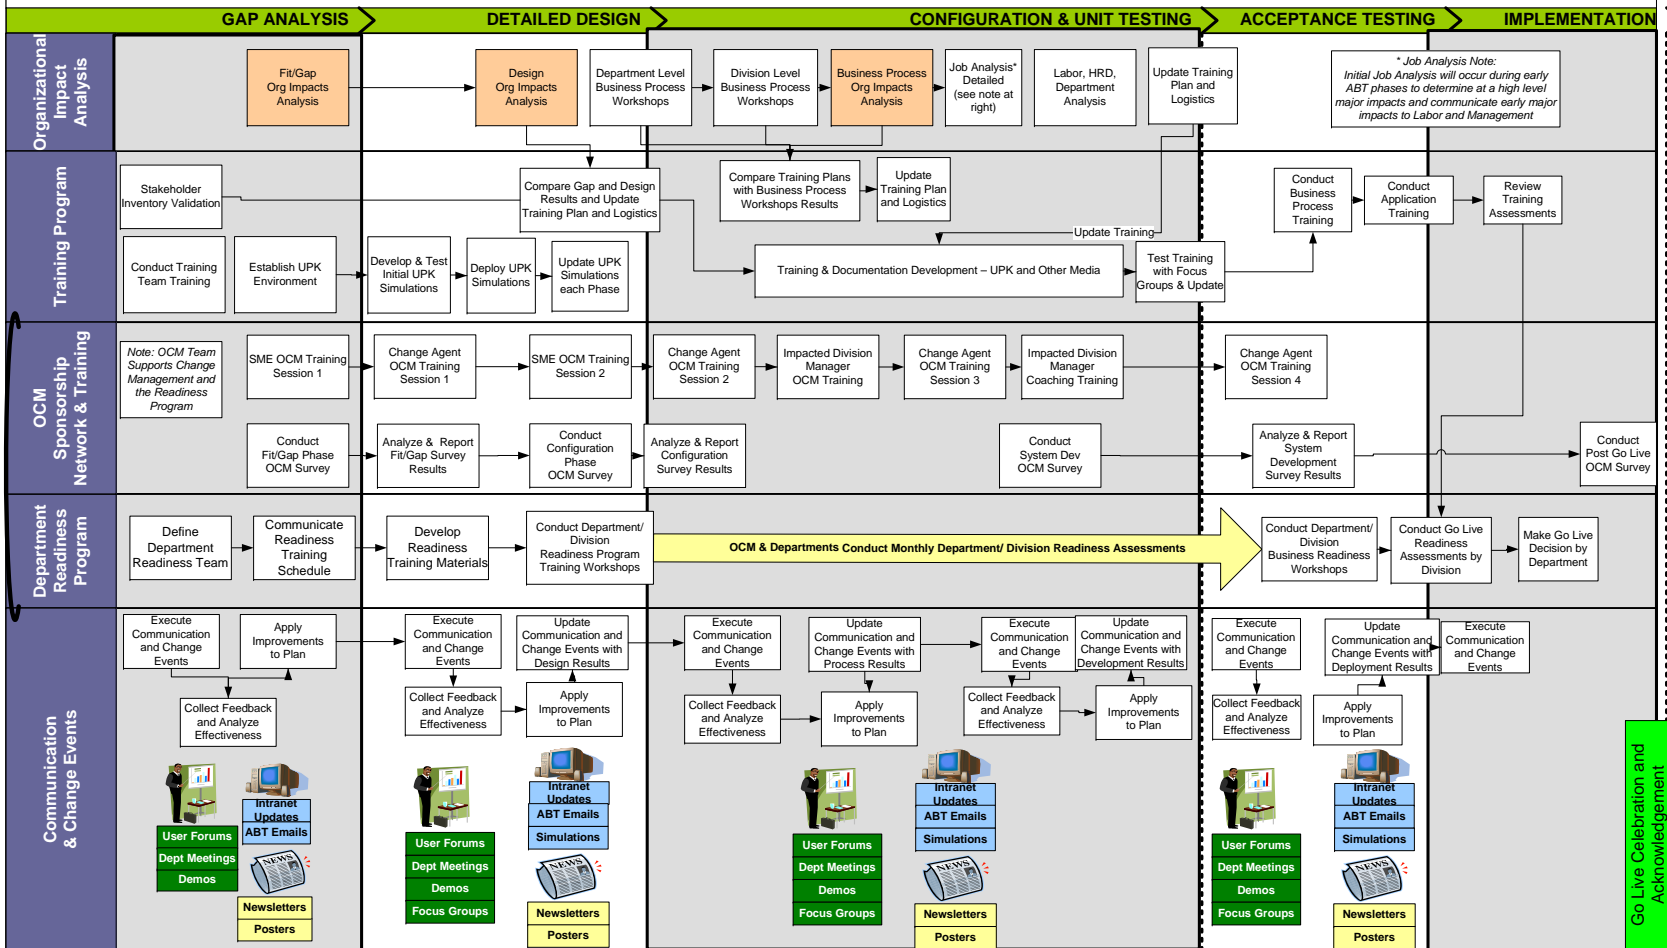 GAP ANALYSIS
DETAILED DESIGN
CONFIGURATION & UNIT TESTING
ACCEPTANCE TESTING
IMPLEMENTATION
Organizational
Impact
Analysis
Fit/Gap
Org Impacts
Analysis
Design
Org Impacts
Analysis
Department Level
Business Process
Workshops
Division Level
Business Process
Workshops
Business Process
Org Impacts
Analysis
Job Analysis*
Detailed
(see note at
right)
Labor, HRD,
Department
Analysis
Update Training
Plan and
Logistics
* Job Analysis Note:
Initial Job Analysis will occur during early
ABT phases to determine at a high level
major impacts and communicate early major
impacts to Labor and Management
Training Program
Stakeholder
Inventory Validation
Compare Gap and Design
Results and Update
Training Plan and Logistics
Compare Training Plans
with Business Process
Workshops Results
Update
Training Plan
and Logistics
Conduct
Business
Process
Training
Conduct
Application
Training
Review
Training
Assessments
Update Training
Conduct Training
Team Training
Establish UPK
Environment
Develop & Test
Initial UPK
Simulations
Deploy UPK
Simulations
Update UPK
Simulations
each Phase
Training & Documentation Development – UPK and Other Media
Test Training
with Focus
Groups & Update
OCM
Sponsorship
Network & Training
Note: OCM Team
Supports Change
Management and
the Readiness
Program
SME OCM Training
Session 1
Change Agent
OCM Training
Session 1
SME OCM Training
Session 2
Change Agent
OCM Training
Session 2
Impacted Division
Manager
OCM Training
Change Agent
OCM Training
Session 3
Impacted Division
Manager
Coaching Training
Change Agent
OCM Training
Session 4
Conduct
Fit/Gap Phase
OCM Survey
Analyze & Report
Fit/Gap Survey
Results
Conduct
Configuration
Phase
OCM Survey
Analyze & Report
Configuration
Survey Results
Conduct
System Dev
OCM Survey
Analyze & Report
System
Development
Survey Results
Conduct
Post Go Live
OCM Survey
Department
Readiness
Program
Define
Department
Readiness Team
Communicate
Readiness
Training
Schedule
Develop
Readiness
Training Materials
Conduct Department/
Division
Readiness Program
Training Workshops
OCM & Departments Conduct Monthly Department/ Division Readiness Assessments
Conduct Department/
Division
Business Readiness
Workshops
Conduct Go Live
Readiness
Assessments by
Division
Make Go Live
Decision by
Department
Communication
& Change Events
Execute
Communication
and Change
Events
Apply
Improvements
to Plan
Collect Feedback
and Analyze
Effectiveness
Execute
Communication
and Change
Events
Update
Communication and
Change Events with
Design Results
Collect Feedback
and Analyze
Effectiveness
Apply
Improvements
to Plan
Execute
Communication
and Change
Events
Update
Communication and
Change Events with
Process Results
Execute
Communication
and Change
Events
Update
Communication and
Change Events with
Development Results
Collect Feedback
and Analyze
Effectiveness
Apply
Improvements
to Plan
Collect Feedback
and Analyze
Effectiveness
Apply
Improvements
to Plan
Execute
Communication
and Change
Events
Update
Communication and
Change Events with
Deployment Results
Execute
Communication
and Change
Events
Collect Feedback
and Analyze
Effectiveness
Apply
Improvements
to Plan
User Forums
Dept Meetings
Demos
Intranet
Updates
ABT Emails
NEWS
Newsletters
Posters
User Forums
Dept Meetings
Demos
Focus Groups
Intranet
Updates
ABT Emails
Simulations
NEWS
Newsletters
Posters
User Forums
Dept Meetings
Demos
Focus Groups
Intranet
Updates
ABT Emails
Simulations
NEWS
Newsletters
Posters
User Forums
Dept Meetings
Demos
Focus Groups
Intranet
Updates
ABT Emails
Simulations
NEWS
Newsletters
Posters
Go Live Celebration and
Acknowledgement